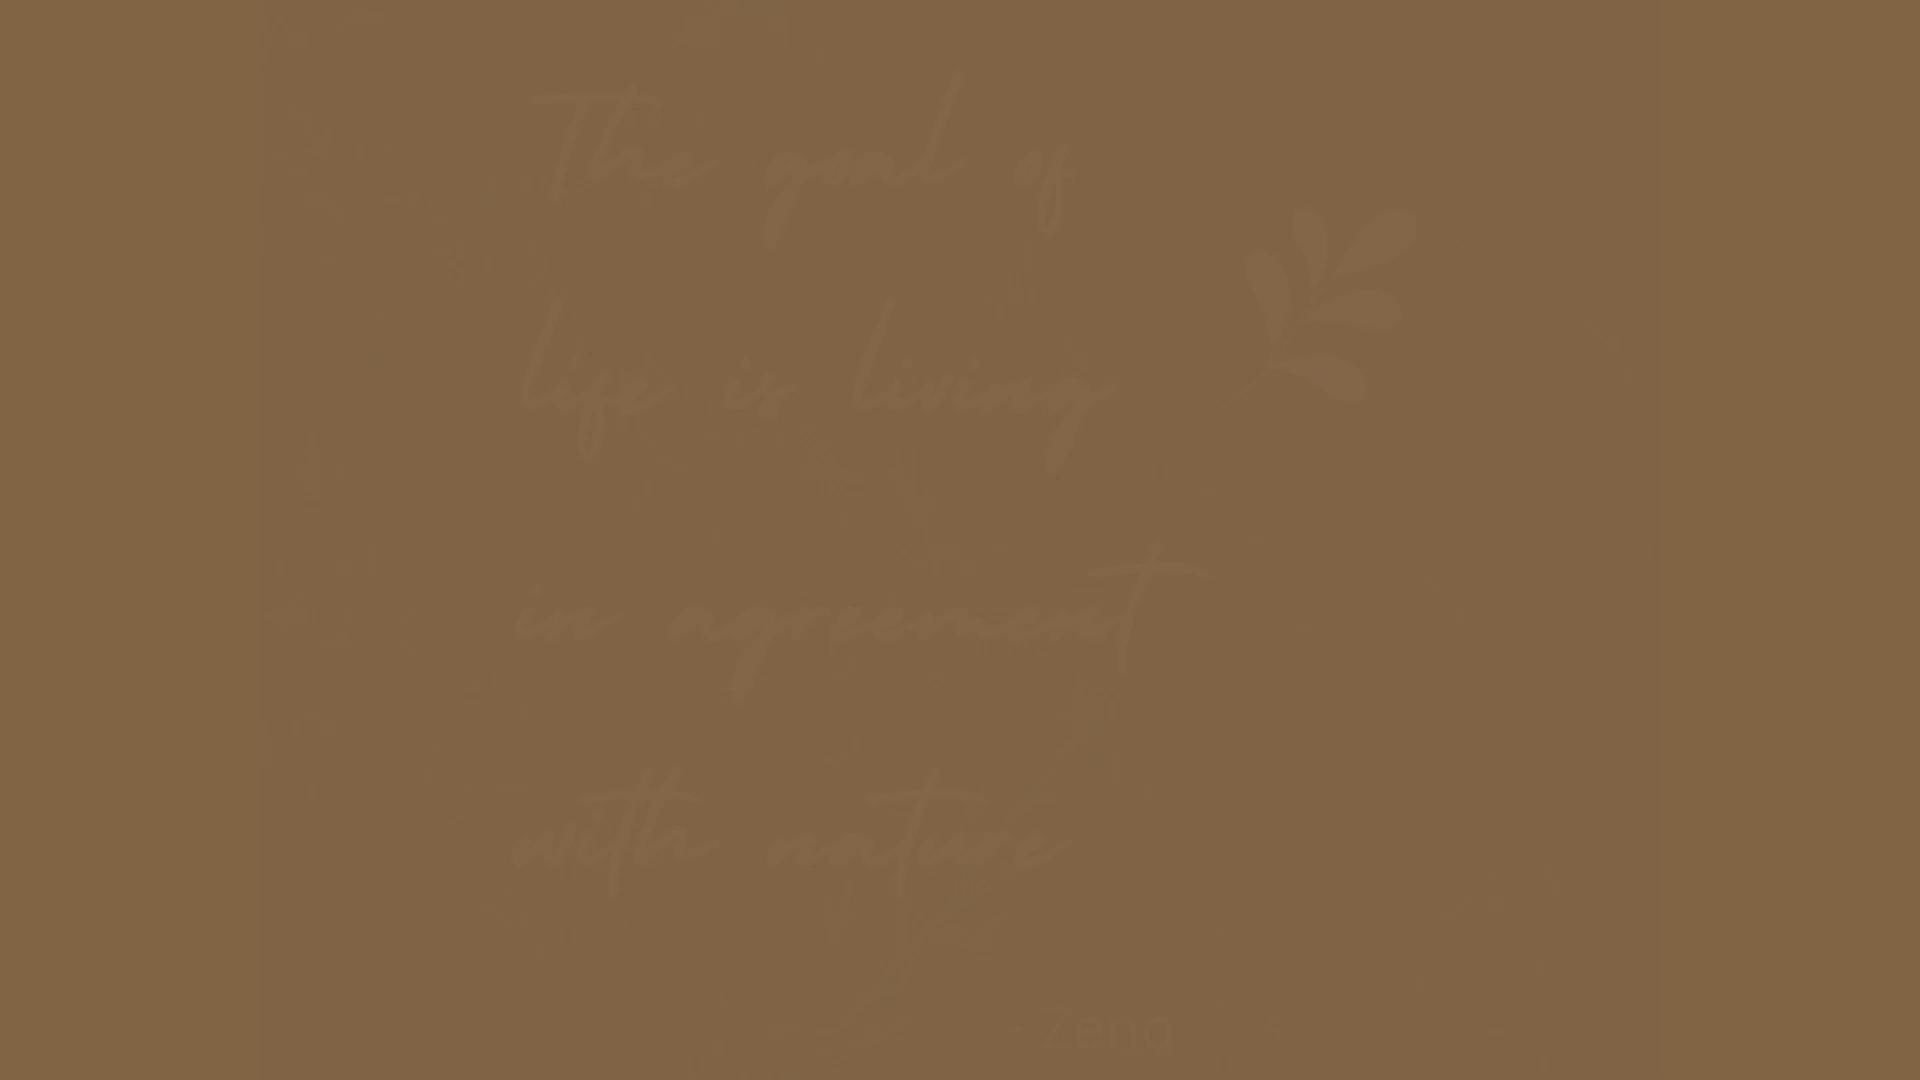 The goal of
life is living
in agreement
with nature
- Zeno